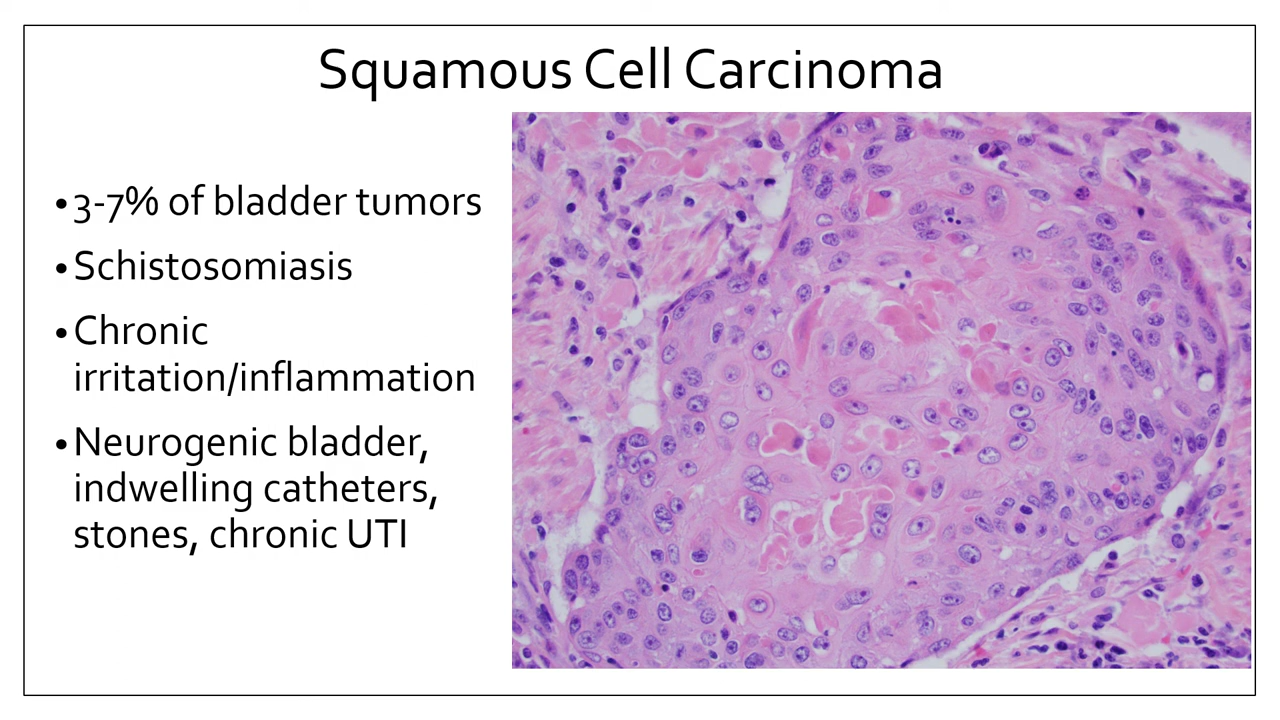 Squamous Cell Carcinoma
•3-7% of bladder tumors
•Schistosomiasis
•Chronic
irritation/inflammation
•Neurogenic bladder,
indwelling catheters,
stones, chronic UTI